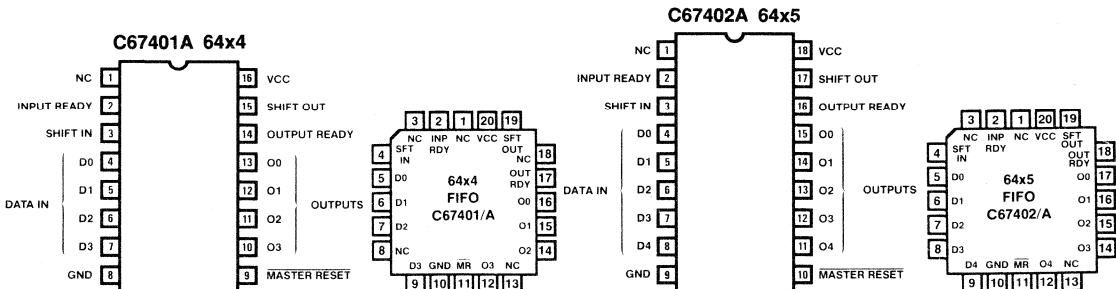 C67401A 64x4
NC 1 16 VCC
INPUT READY 2 15 SHIFT OUT
SHIFT IN 3 14 OUTPUT READY
D0 4 13 O0
D1 5 12 O1
DATA IN OUTPUTS
D2 6 11 O2
D3 7 10 O3
GND 8 9 MASTER RESET
3 2 1 20 19
NC INP NC VCC SFT
RDY OUT
4 SFT IN NC 18
5 D0 OUT RDY 17
6 D1 O0 16
7 D2 O1 15
8 NC O2 14
64x4
FIFO
C67401/A
D3 GND MR O3 NC
9 10 11 12 13
C67402A 64x5
NC 1 18 VCC
INPUT READY 2 17 SHIFT OUT
SHIFT IN 3 16 OUTPUT READY
D0 4 15 O0
D1 5 14 O1
DATA IN D2 6 13 O2 OUTPUTS
D3 7 12 O3
D4 8 11 O4
GND 9 10 MASTER RESET
3 2 1 20 19
NC INP NC VCC SFT
RDY OUT
4 SFT IN OUT RDY 18
5 D0 O0 17
6 D1 O1 16
7 D2 O2 15
8 D3 O3 14
64x5
FIFO
C67402/A
D4 GND MR O4 NC
9 10 11 12 13